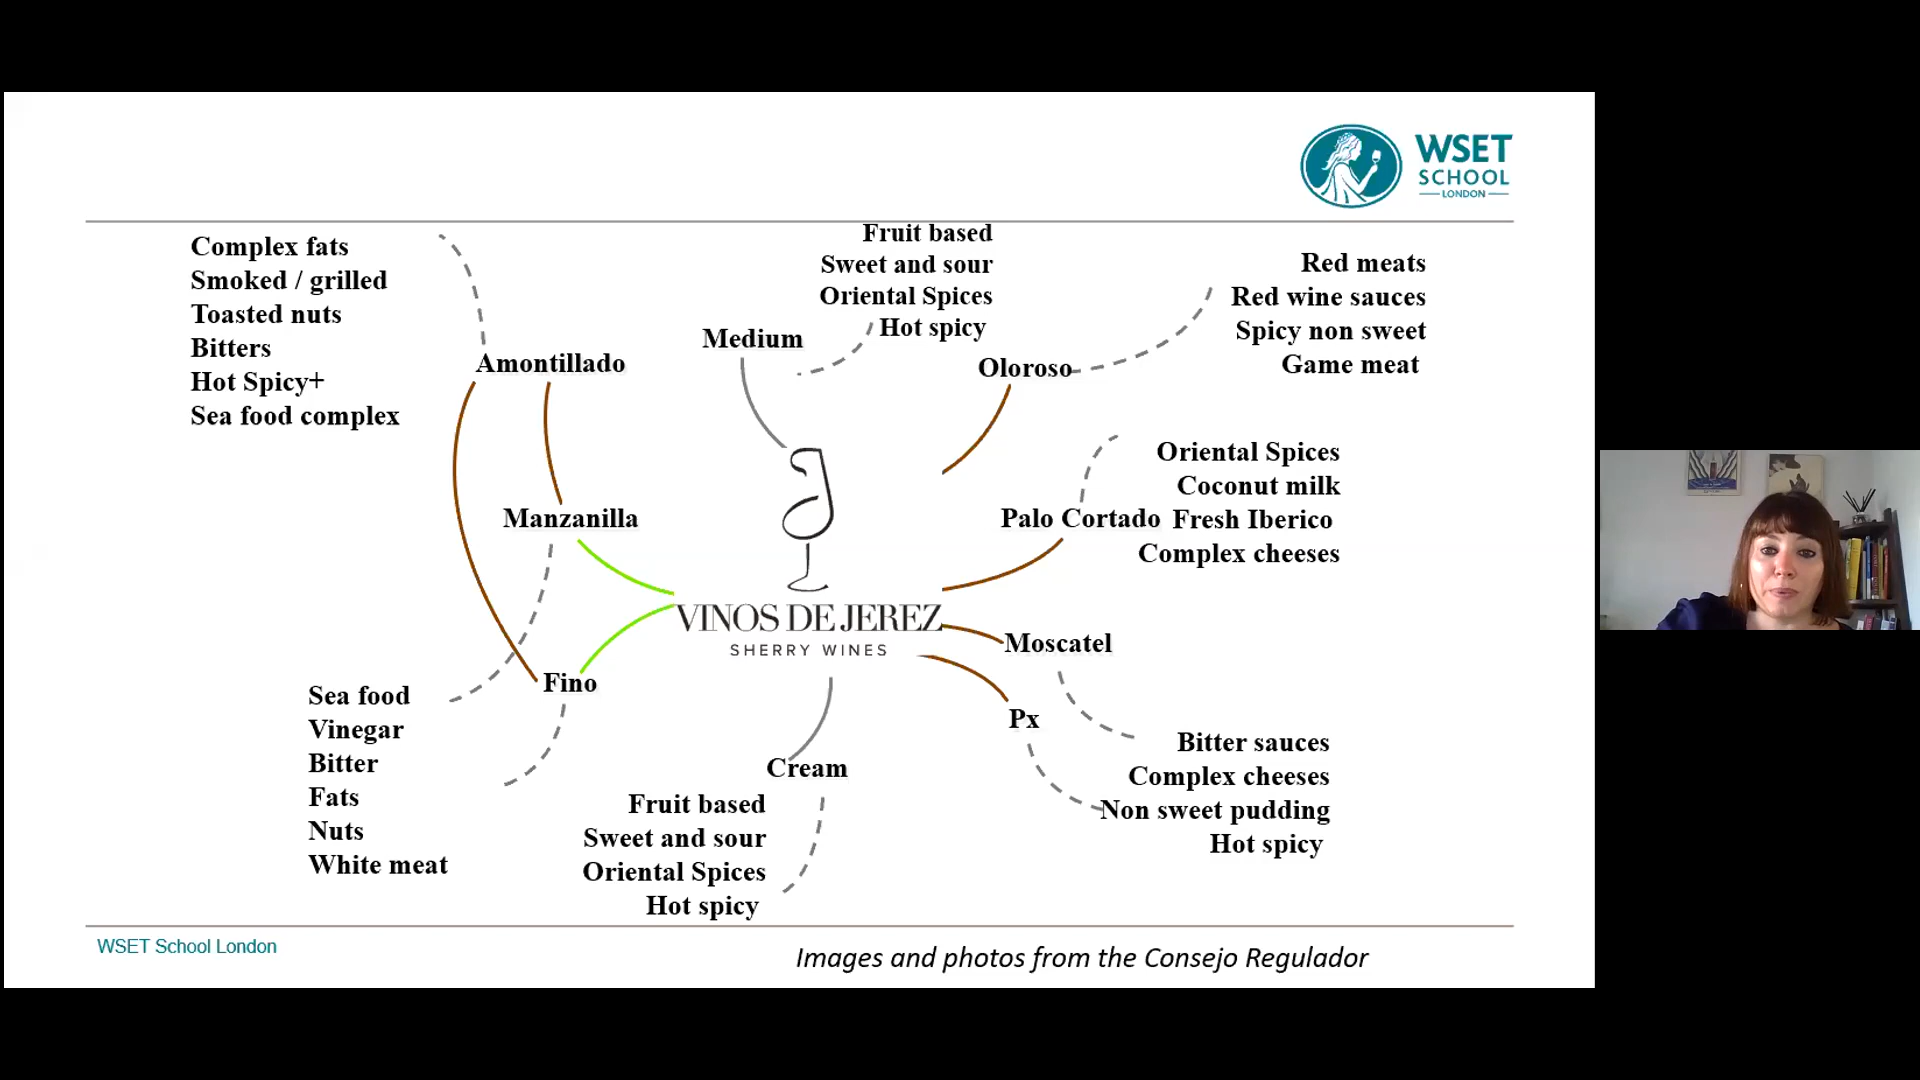 WSET
SCHOOL
LONDON
Complex fats
Smoked / grilled
Toasted nuts
Bitters
Hot Spicy+
Sea food complex
Amontillado
Fruit based
Sweet and sour
Oriental Spices
Hot spicy
Medium
Red meats
Red wine sauces
Spicy non sweet
Game meat
Oloroso
Manzanilla
Oriental Spices
Coconut milk
Palo Cortado
Fresh Iberico
Complex cheeses
VINOS DE JEREZ
SHERRY WINES
Moscatel
Fino
Px
Sea food
Vinegar
Bitter
Fats
Nuts
White meat
Cream
Fruit based
Sweet and sour
Oriental Spices
Hot spicy
Bitter sauces
Complex cheeses
Non sweet pudding
Hot spicy
WSET School London
Images and photos from the Consejo Regulador